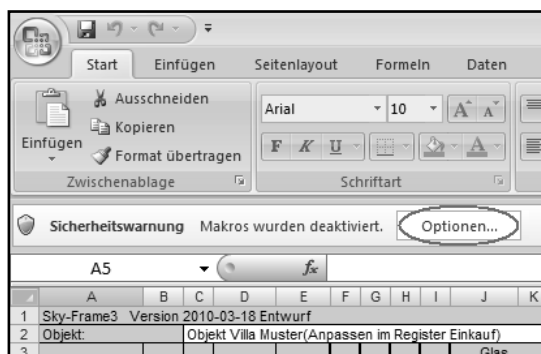 Start Einfügen Seitenlayout Formeln Daten
Ausschneiden
Kopieren
Format übertragen
Einfügen
Zwischenablage
Arial 10 A A
F K U A
Schriftart
Sicherheitswarnung Makros wurden deaktiviert. Optionen...
A5 fx
A B C D E F G H I J K
1 Sky-Frame3 Version 2010-03-18 Entwurf
2 Objekt: Objekt Villa Muster(Anpassen im Register Einkauf)
3 Glas